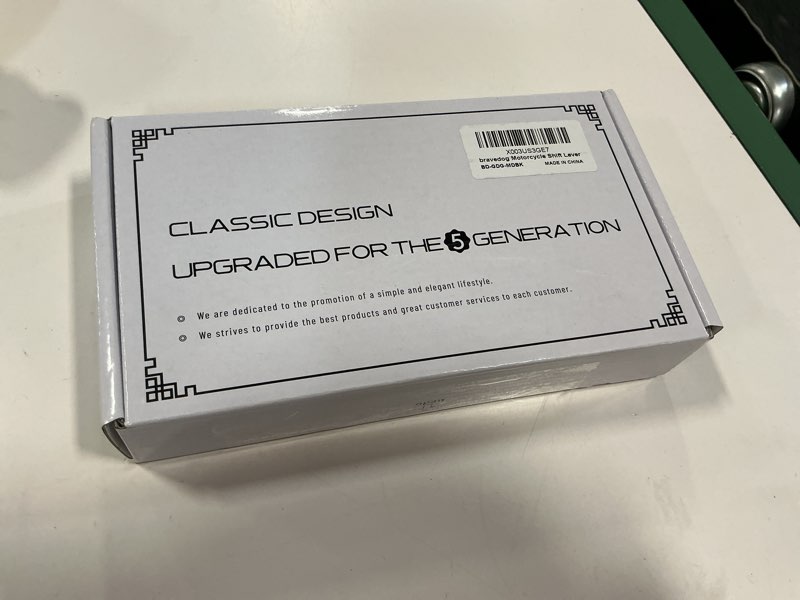 X003US3GE7
bravedog Motorcycle Shift Lever
BD-GDG-MDBK MADE IN CHINA
CLASSIC DESIGN
UPGRADED FOR THE 5 GENERATION
We are dedicated to the promotion of a simple and elegant lifestyle.
We strives to provide the best products and great customer services to each customer.